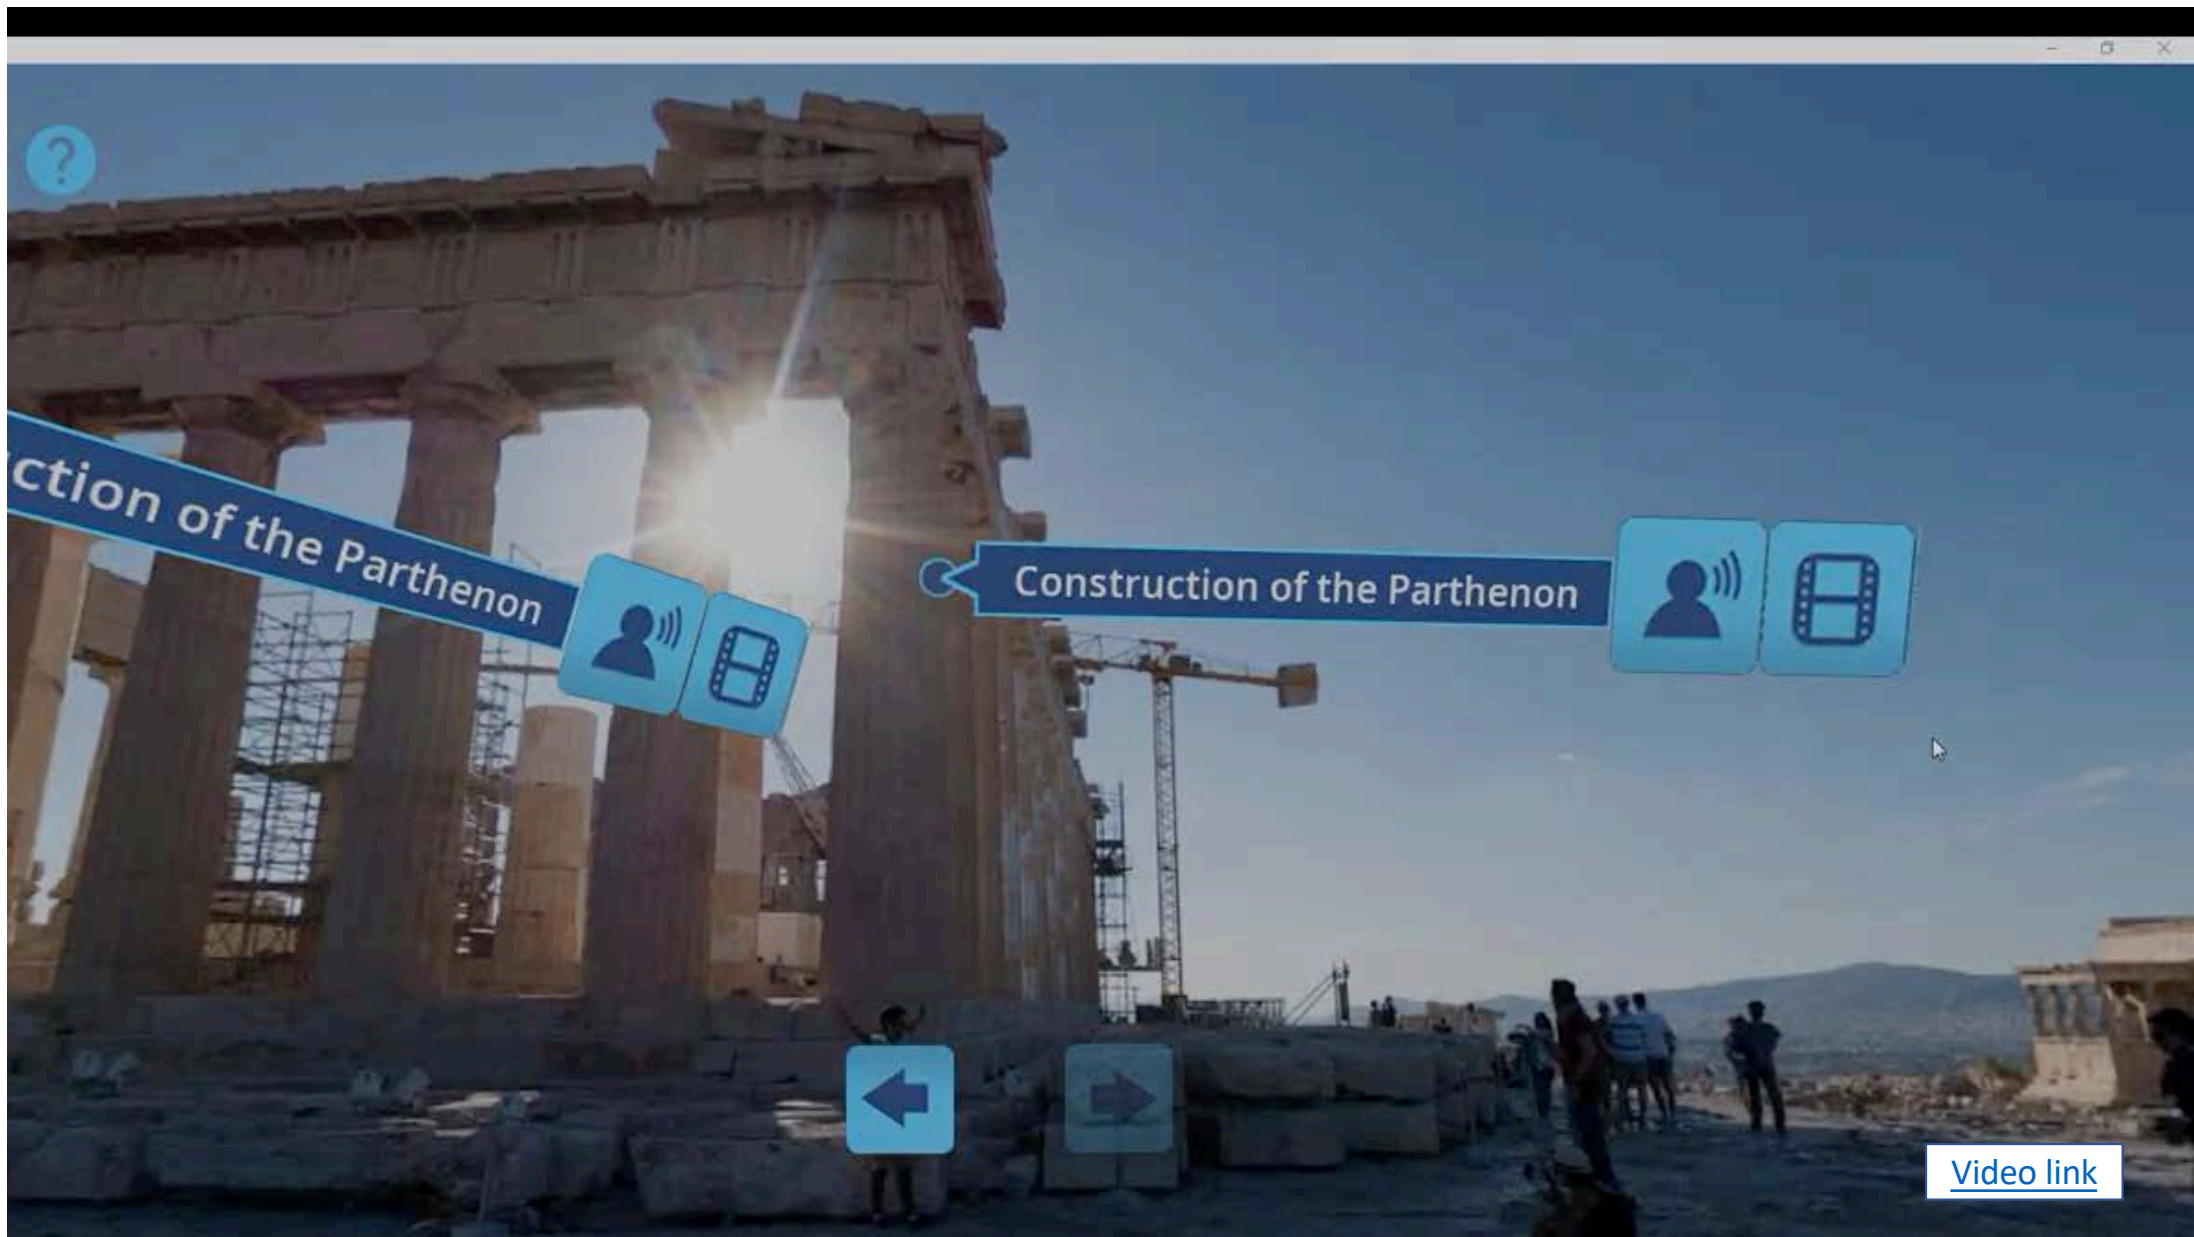 ?
ction of the Parthenon
Construction of the Parthenon
Video link